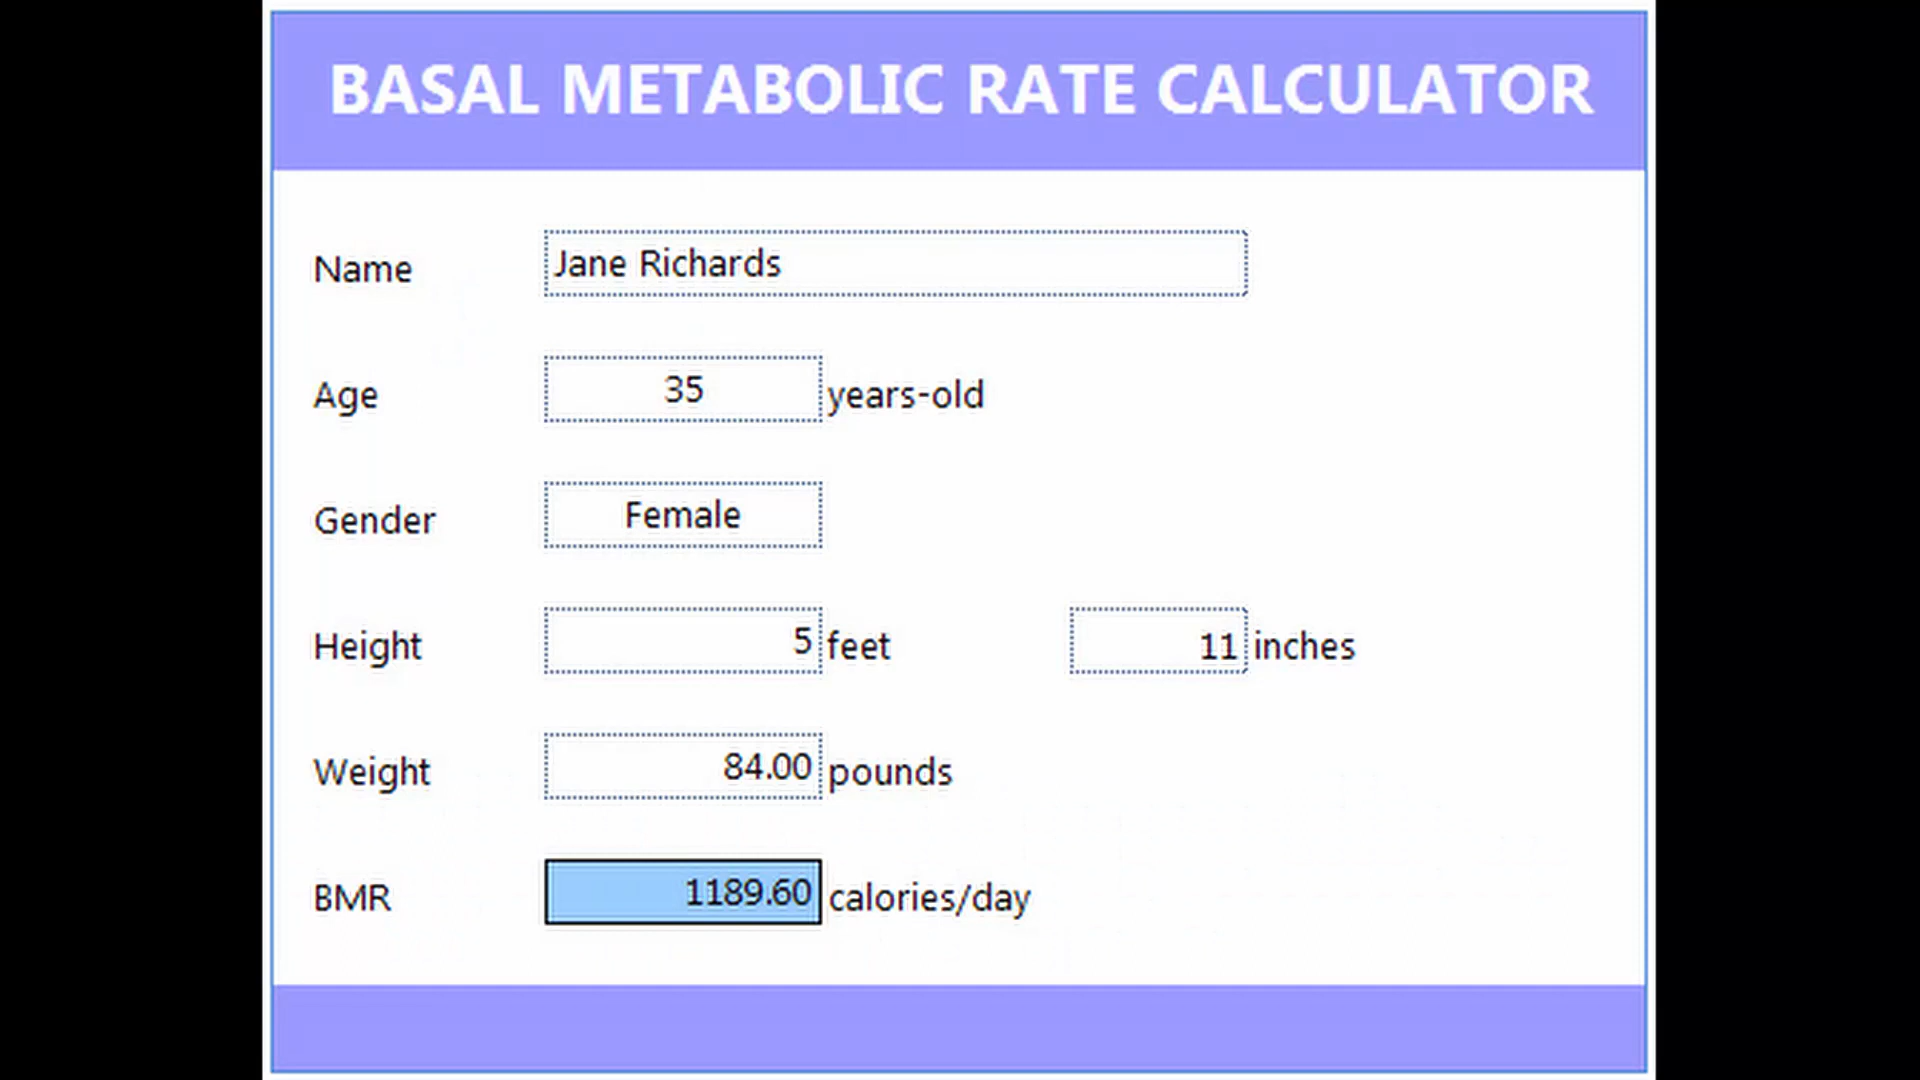 BASAL METABOLIC RATE CALCULATOR
Name Jane Richards
Age 35 years-old
Gender Female
Height 5 feet 11 inches
Weight 84.00 pounds
BMR 1189.60 calories/day